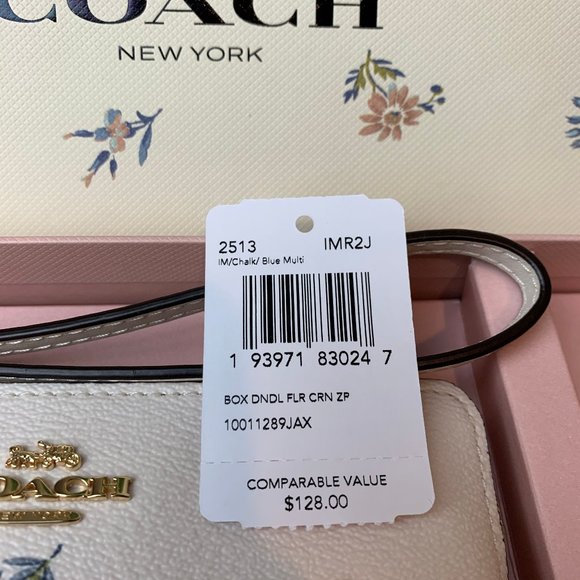 COACH
NEW YORK
2513 IMR2J
IM/Chalk/ Blue Multi
1 93971 83024 7
BOX DNDL FLR CRN ZP
10011289JAX
COMPARABLE VALUE
$128.00
COACH